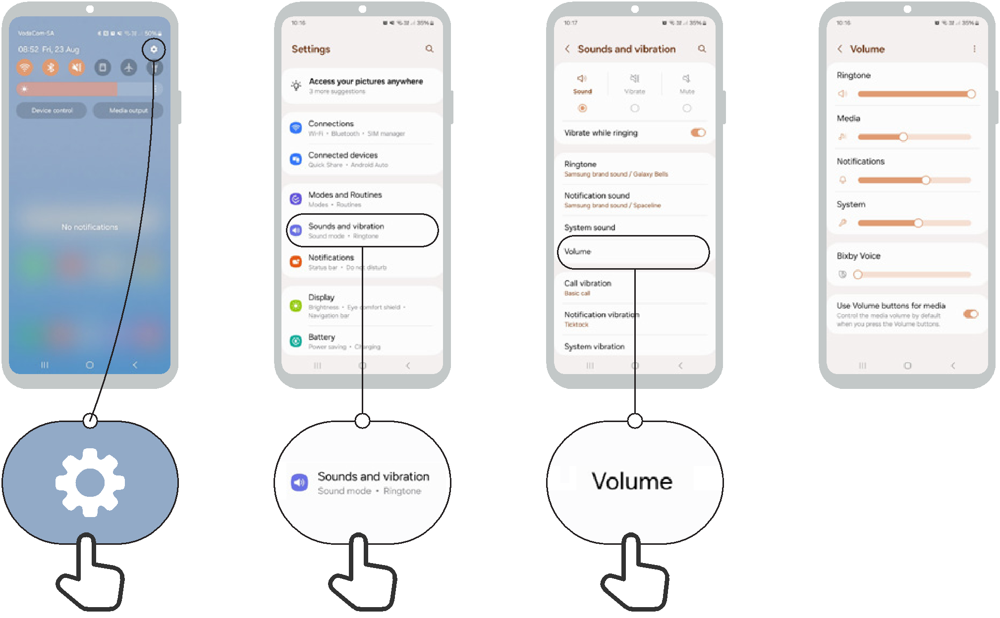 VodaCom-SA
50%
08:52 Fri, 23 Aug
Device control
Media output
No notifications
10:16
35%
Settings
Access your pictures anywhere
3 more suggestions
Connections
Wi-Fi • Bluetooth • SIM manager
Connected devices
Quick Share • Android Auto
Modes and Routines
Modes • Routines
Sounds and vibration
Sound mode • Ringtone
Notifications
Status bar • Do not disturb
Display
Brightness • Eye comfort shield •
Navigation bar
Battery
Power saving • Charging
10:17
35%
Sounds and vibration
Sound
Vibrate
Mute
Vibrate while ringing
Ringtone
Samsung brand sound / Galaxy Bells
Notification sound
Samsung brand sound / Spaceline
System sound
Volume
Call vibration
Basic call
Notification vibration
Ticktock
System vibration
10:16
35%
Volume
Ringtone
Media
Notifications
System
Bixby Voice
Use Volume buttons for media
Control the media volume by default
when you press the Volume buttons.
Sounds and vibration
Sound mode • Ringtone
Volume